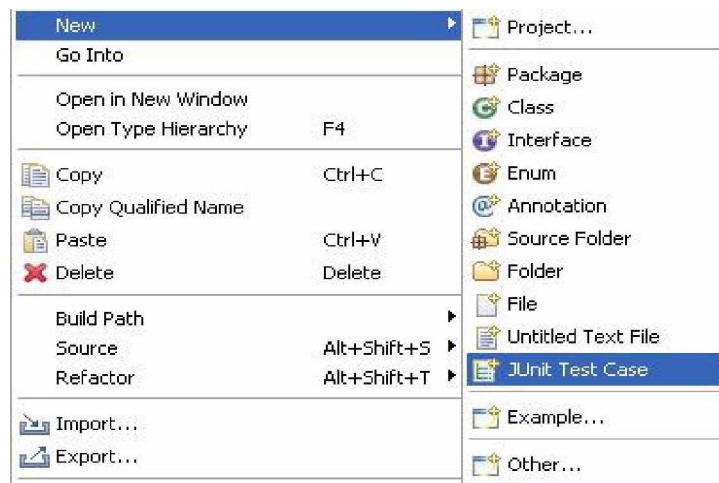 New
Go Into
Open in New Window
Open Type Hierarchy F4
Copy Ctrl+C
Copy Qualified Name
Paste Ctrl+V
Delete Delete
Build Path
Source Alt+Shift+S
Refactor Alt+Shift+T
Import...
Export...
Project...
Package
Class
Interface
Enum
Annotation
Source Folder
Folder
File
Untitled Text File
JUnit Test Case
Example...
Other...